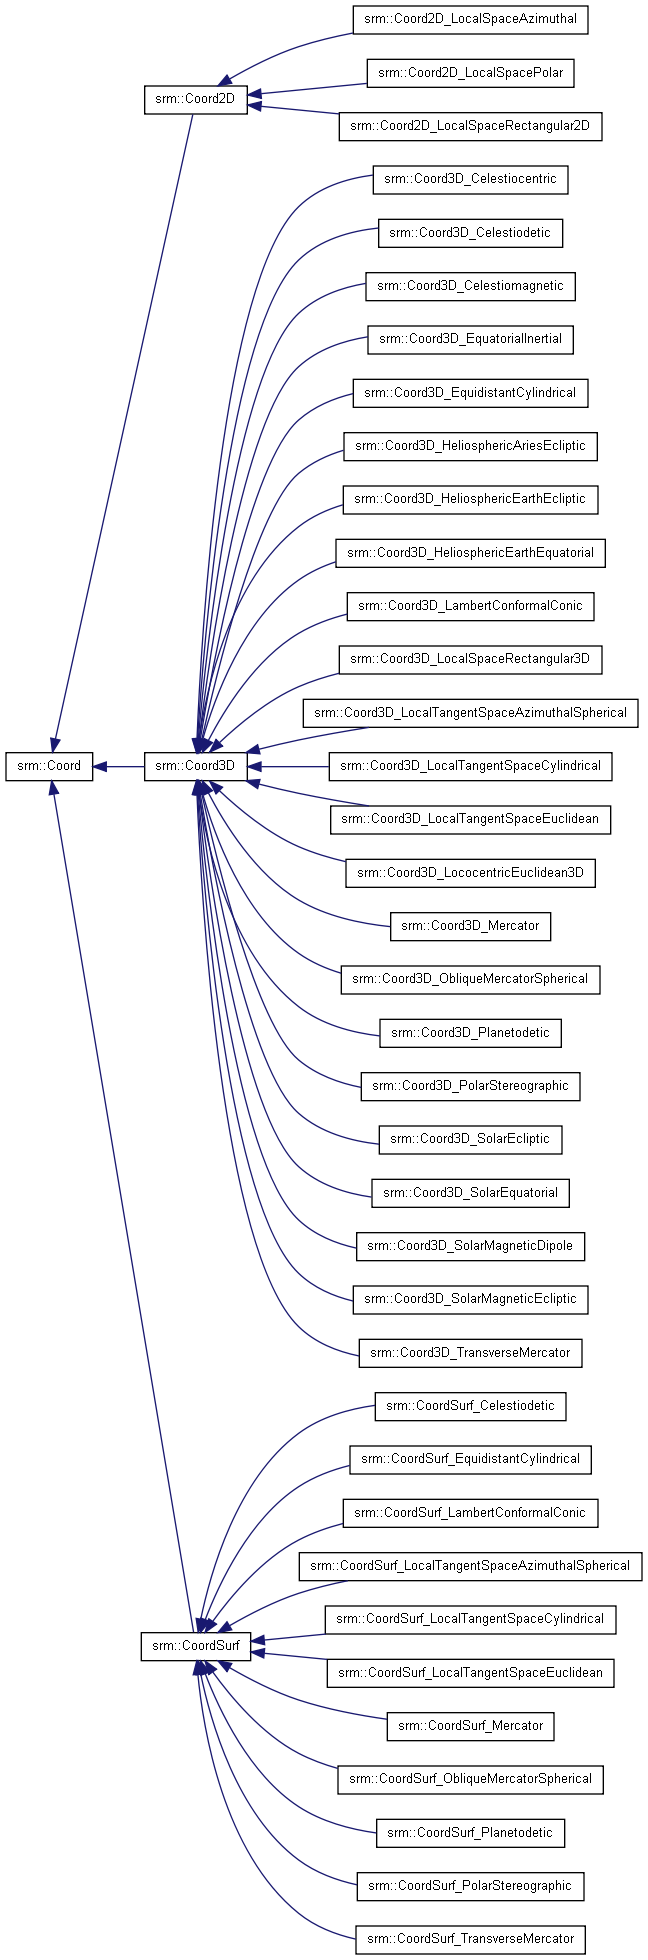 srm::Coord2D_LocalSpaceAzimuthal
srm::Coord2D_LocalSpacePolar
srm::Coord2D
srm::Coord2D_LocalSpaceRectangular2D
srm::Coord3D_Celestiocentric
srm::Coord3D_Celestiodetic
srm::Coord3D_Celestiomagnetic
srm::Coord3D_EquatorialInertial
srm::Coord3D_EquidistantCylindrical
srm::Coord3D_HeliosphericAriesEcliptic
srm::Coord3D_HeliosphericEarthEcliptic
srm::Coord3D_HeliosphericEarthEquatorial
srm::Coord3D_LambertConformalConic
srm::Coord3D_LocalSpaceRectangular3D
srm::Coord3D_LocalTangentSpaceAzimuthalSpherical
srm::Coord
srm::Coord3D
srm::Coord3D_LocalTangentSpaceCylindrical
srm::Coord3D_LocalTangentSpaceEuclidean
srm::Coord3D_LococentricEuclidean3D
srm::Coord3D_Mercator
srm::Coord3D_ObliqueMercatorSpherical
srm::Coord3D_Planetodetic
srm::Coord3D_PolarStereographic
srm::Coord3D_SolarEcliptic
srm::Coord3D_SolarEquatorial
srm::Coord3D_SolarMagneticDipole
srm::Coord3D_SolarMagneticEcliptic
srm::Coord3D_TransverseMercator
srm::CoordSurf_Celestiodetic
srm::CoordSurf_EquidistantCylindrical
srm::CoordSurf_LambertConformalConic
srm::CoordSurf_LocalTangentSpaceAzimuthalSpherical
srm::CoordSurf_LocalTangentSpaceCylindrical
srm::CoordSurf
srm::CoordSurf_LocalTangentSpaceEuclidean
srm::CoordSurf_Mercator
srm::CoordSurf_ObliqueMercatorSpherical
srm::CoordSurf_Planetodetic
srm::CoordSurf_PolarStereographic
srm::CoordSurf_TransverseMercator